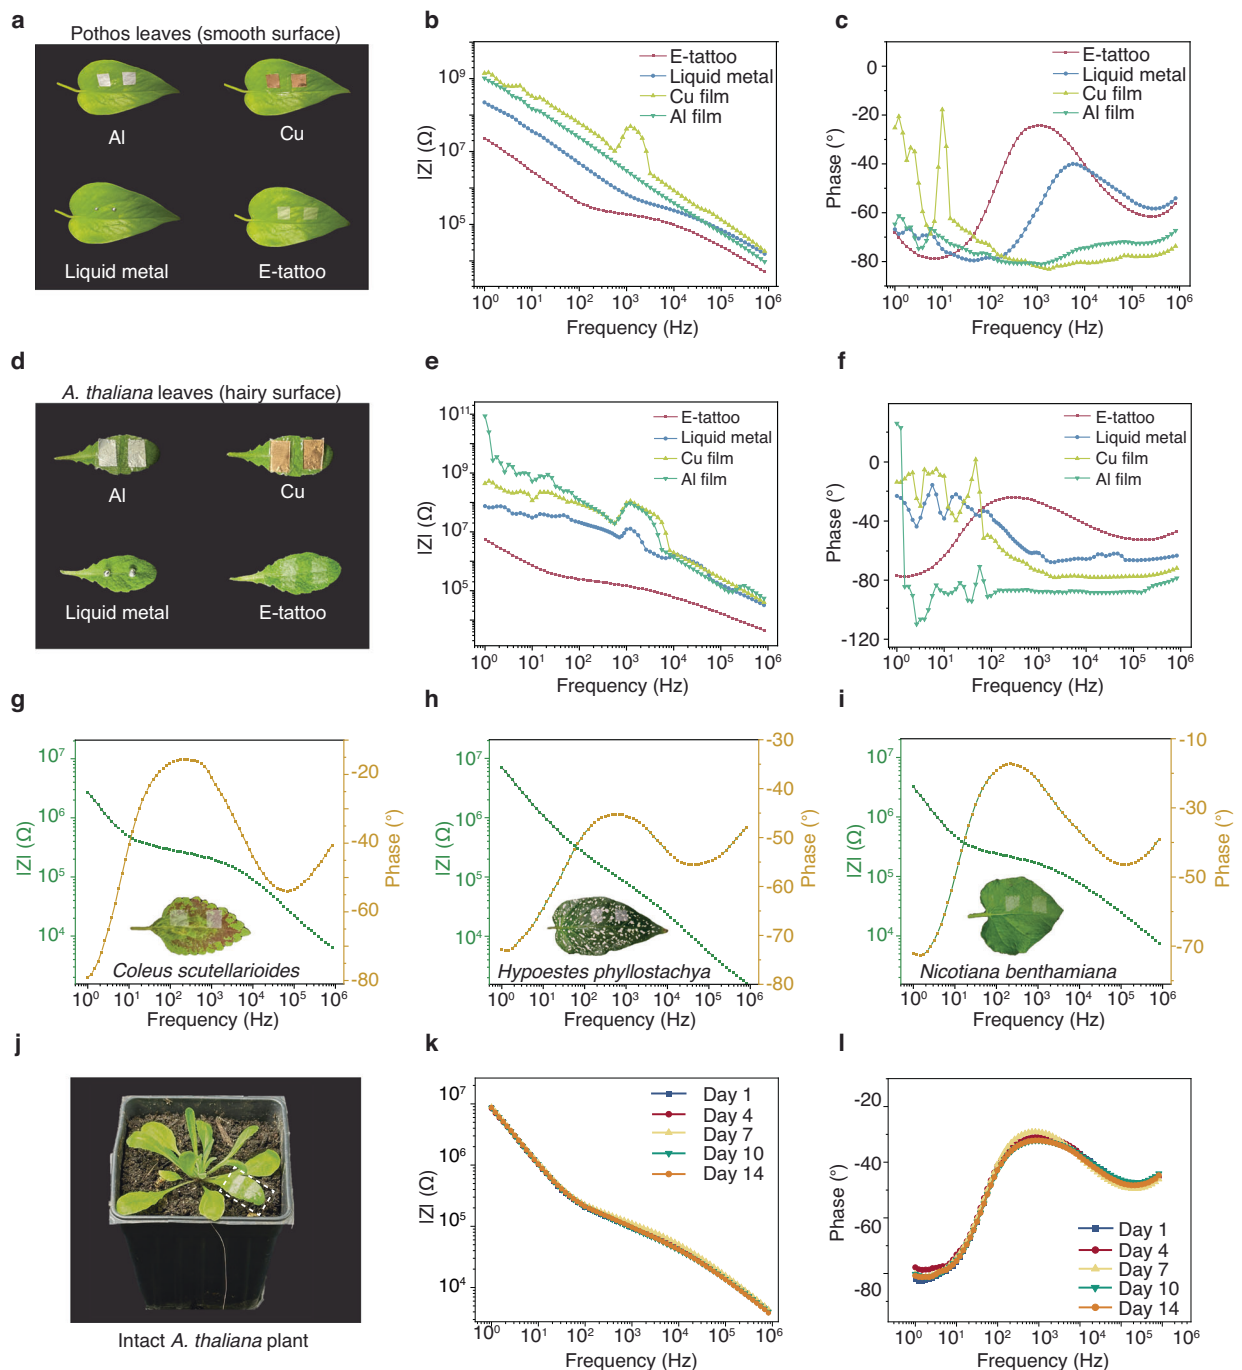 a
Pothos leaves (smooth surface)
Al
Cu
Liquid metal
E-tattoo
b
E-tattoo
Liquid metal
Cu film
Al film
10⁹
10⁷
10⁵
|Z| (Ω)
10⁰ 10¹ 10² 10³ 10⁴ 10⁵ 10⁶
Frequency (Hz)
c
E-tattoo
Liquid metal
Cu film
Al film
0
-20
-40
-60
-80
Phase (°)
10⁰ 10¹ 10² 10³ 10⁴ 10⁵ 10⁶
Frequency (Hz)
d
A. thaliana leaves (hairy surface)
Al
Cu
Liquid metal
E-tattoo
e
E-tattoo
Liquid metal
Cu film
Al film
10¹¹
10⁹
10⁷
10⁵
|Z| (Ω)
10⁰ 10¹ 10² 10³ 10⁴ 10⁵ 10⁶
Frequency (Hz)
f
E-tattoo
Liquid metal
Cu film
Al film
0
-40
-80
-120
Phase (°)
10⁰ 10¹ 10² 10³ 10⁴ 10⁵ 10⁶
Frequency (Hz)
g
10⁷
10⁶
10⁵
10⁴
|Z| (Ω)
-20
-40
-60
-80
Phase (°)
Coleus scutellarioides
10⁰ 10¹ 10² 10³ 10⁴ 10⁵ 10⁶
Frequency (Hz)
h
10⁷
10⁶
10⁵
10⁴
|Z| (Ω)
-30
-40
-50
-60
-70
-80
Phase (°)
Hypoestes phyllostachya
10⁰ 10¹ 10² 10³ 10⁴ 10⁵ 10⁶
Frequency (Hz)
i
10⁷
10⁶
10⁵
10⁴
|Z| (Ω)
-10
-30
-50
-70
Phase (°)
Nicotiana benthamiana
10⁰ 10¹ 10² 10³ 10⁴ 10⁵ 10⁶
Frequency (Hz)
j
Intact A. thaliana plant
k
Day 1
Day 4
Day 7
Day 10
Day 14
10⁷
10⁶
10⁵
10⁴
|Z| (Ω)
10⁰ 10¹ 10² 10³ 10⁴ 10⁵ 10⁶
Frequency (Hz)
l
-20
-40
-60
-80
Phase (°)
Day 1
Day 4
Day 7
Day 10
Day 14
10⁰ 10¹ 10² 10³ 10⁴ 10⁵ 10⁶
Frequency (Hz)